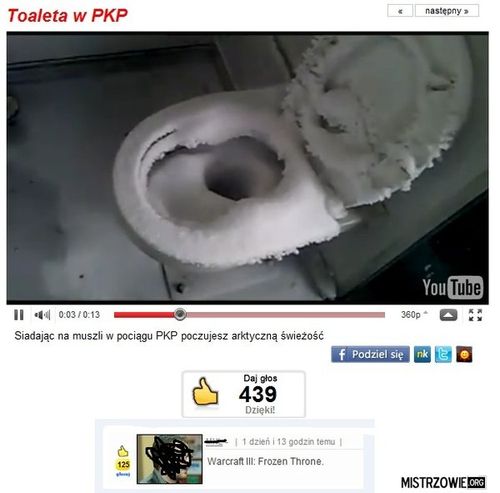 Toaleta w PKP
«
następny »
YouTube
0:03 / 0:13
360p
Siadając na muszli w pociągu PKP poczujesz arktyczną świeżość
f Podziel się
nk
t
Daj głos
439
Dzięki!
| 1 dzień i 13 godzin temu |
125
głosuj
Warcraft III: Frozen Throne.
MISTRZOWIE.ORG